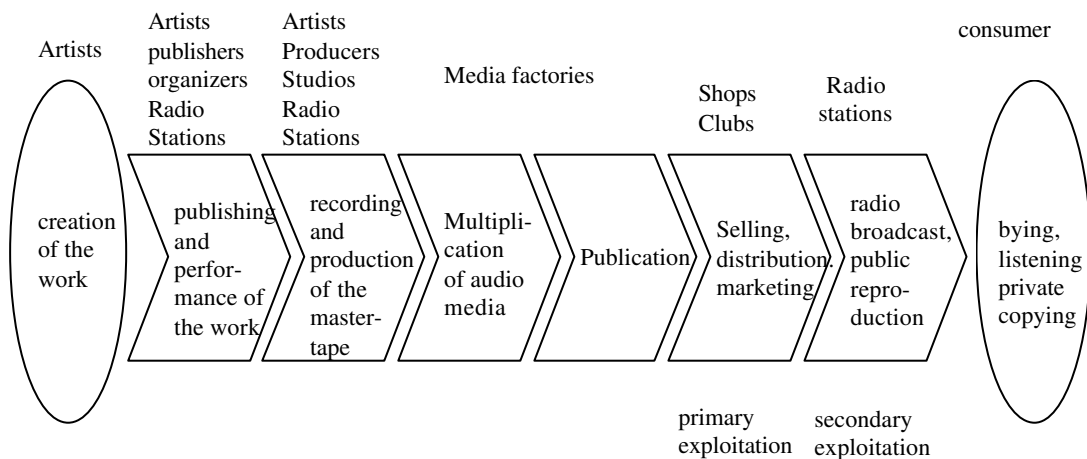 Artists
Artists
publishers
organizers
Radio
Stations
Artists
Producers
Studios
Radio
Stations
Media factories
Shops
Clubs
Radio
stations
consumer
creation
of the
work
publishing
and
perfor-
mance of
the work
recording
and
production
of the
master-
tape
Multipli-
cation
of audio
media
Publication
Selling,
distribution.
marketing
radio
broadcast,
public
repro-
duction
bying,
listening
private
copying
primary
exploitation
secondary
exploitation